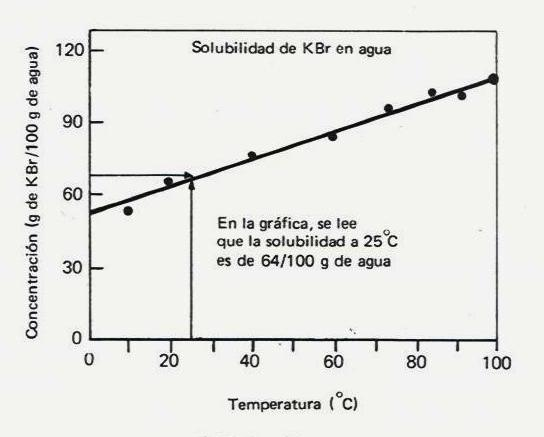 Solubilidad de KBr en agua
Concentración (g de KBr/100 g de agua)
120
90
60
30
0
En la gráfica, se lee
que la solubilidad a 25°C
es de 64/100 g de agua
0 20 40 60 80 100
Temperatura (°C)